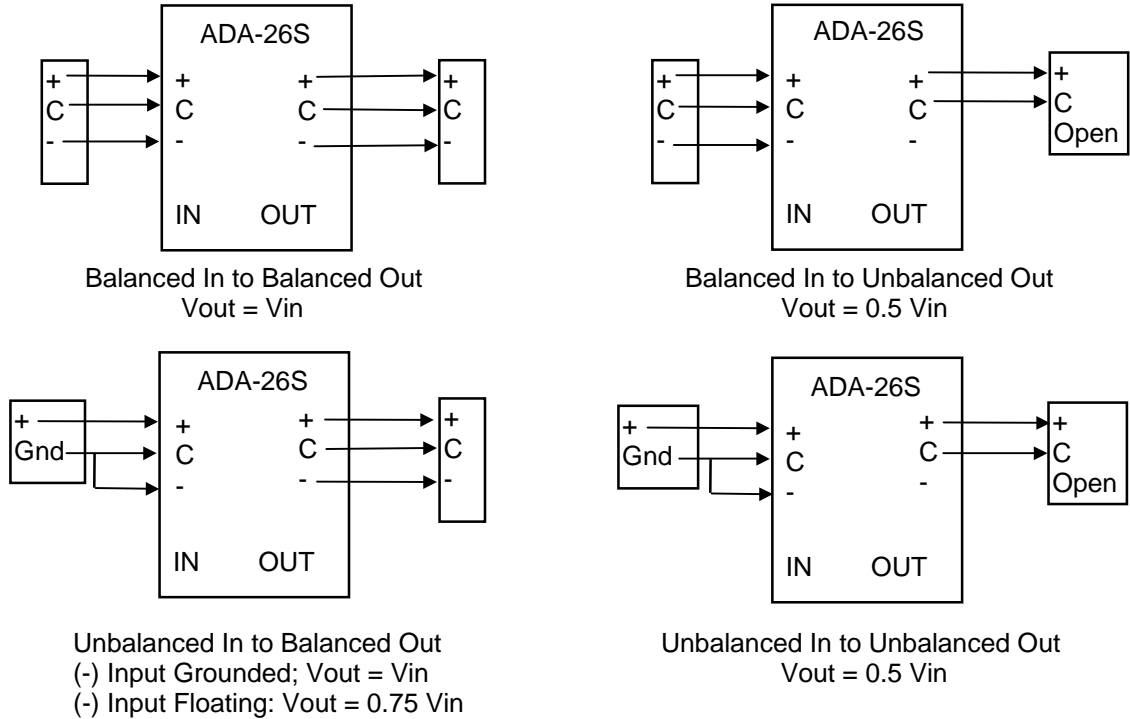 ADA-26S
+ + + +
C C C C
- - - -
IN OUT
Balanced In to Balanced Out
Vout = Vin
ADA-26S
+ + + +
C C C C
- - - Open
IN OUT
Balanced In to Unbalanced Out
Vout = 0.5 Vin
ADA-26S
+ + + +
Gnd C C C
- - -
IN OUT
Unbalanced In to Balanced Out
(-) Input Grounded; Vout = Vin
(-) Input Floating: Vout = 0.75 Vin
ADA-26S
+ + + +
Gnd C C C
- - Open
IN OUT
Unbalanced In to Unbalanced Out
Vout = 0.5 Vin